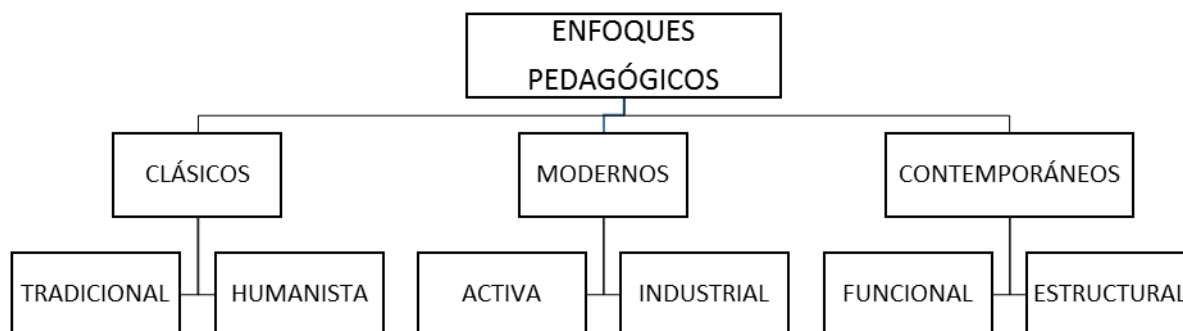 ENFOQUES
PEDAGÓGICOS
CLÁSICOS
MODERNOS
CONTEMPORÁNEOS
TRADICIONAL
HUMANISTA
ACTIVA
INDUSTRIAL
FUNCIONAL
ESTRUCTURAL